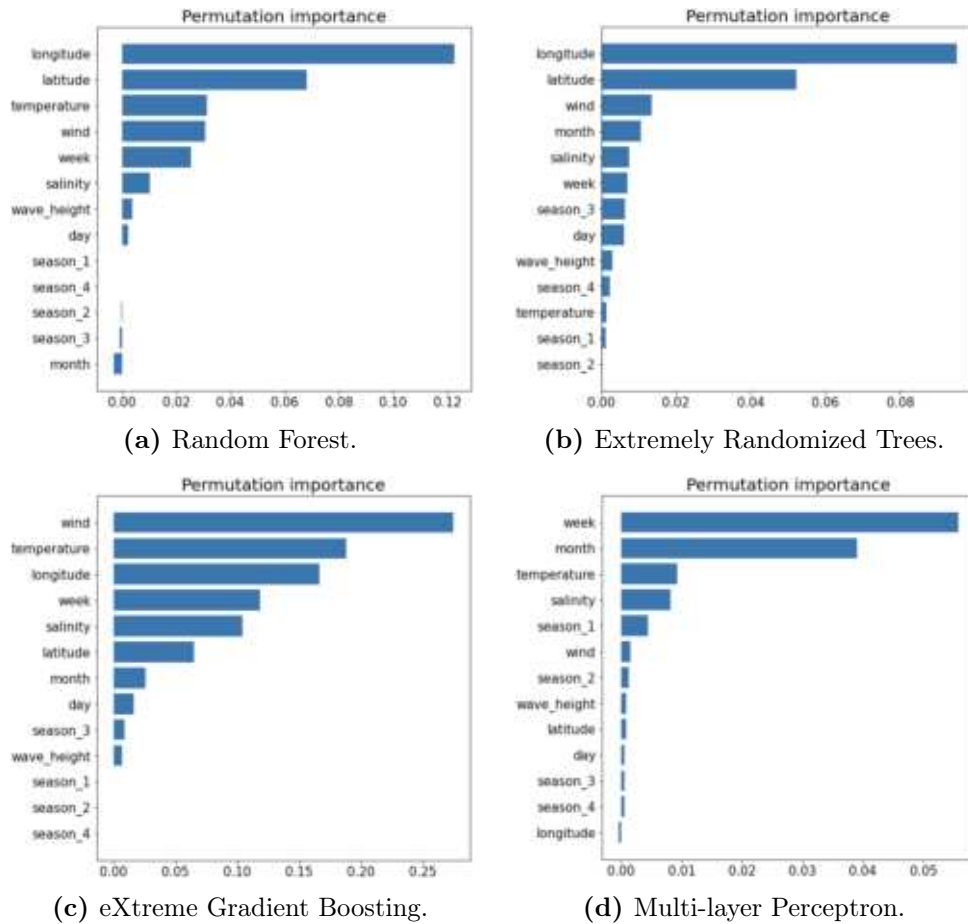 Permutation importance
longitude
latitude
temperature
wind
week
salinity
wave_height
day
season_1
season_4
season_2
season_3
month
0.00 0.02 0.04 0.06 0.08 0.10 0.12
(a) Random Forest.
Permutation importance
longitude
latitude
wind
month
salinity
week
season_3
day
wave_height
season_4
temperature
season_1
season_2
0.00 0.02 0.04 0.06 0.08
(b) Extremely Randomized Trees.
Permutation importance
wind
temperature
longitude
week
salinity
latitude
month
day
season_3
wave_height
season_1
season_2
season_4
0.00 0.05 0.10 0.15 0.20 0.25
(c) eXtreme Gradient Boosting.
Permutation importance
week
month
temperature
salinity
season_1
wind
season_2
wave_height
latitude
day
season_3
season_4
longitude
0.00 0.01 0.02 0.03 0.04 0.05
(d) Multi-layer Perceptron.